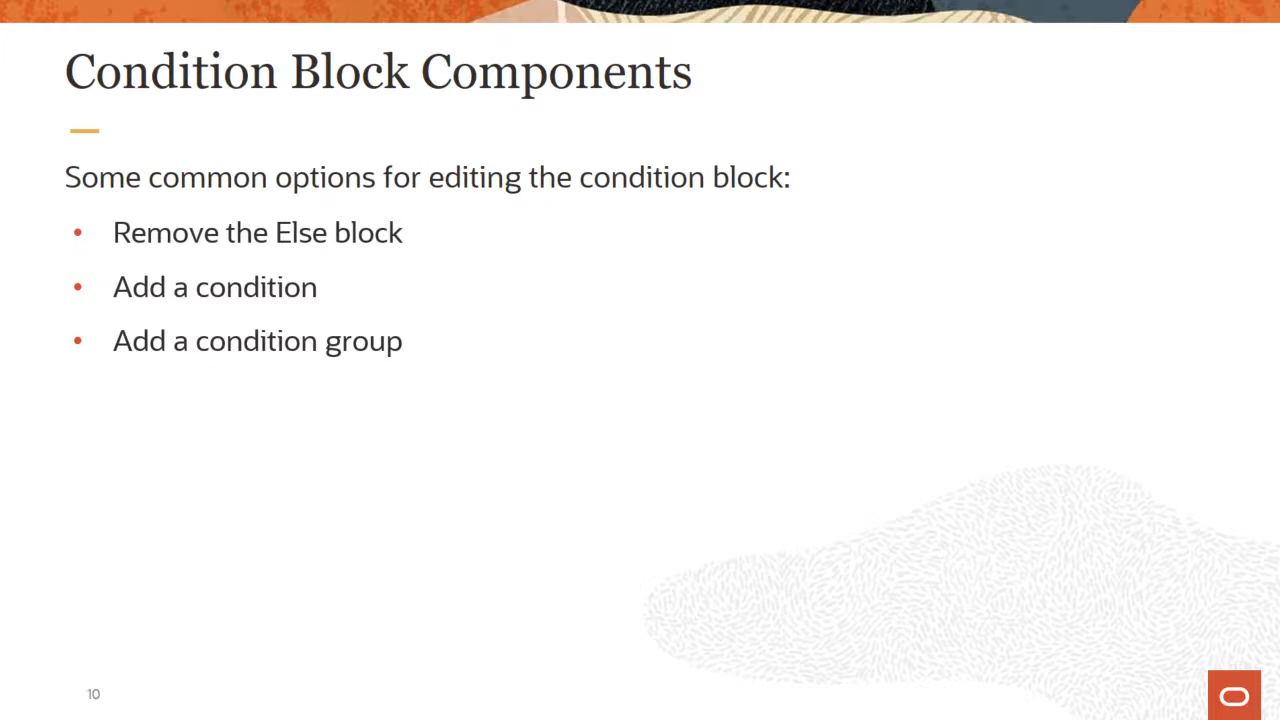 Condition Block Components
Some common options for editing the condition block:
• Remove the Else block
• Add a condition
• Add a condition group
10